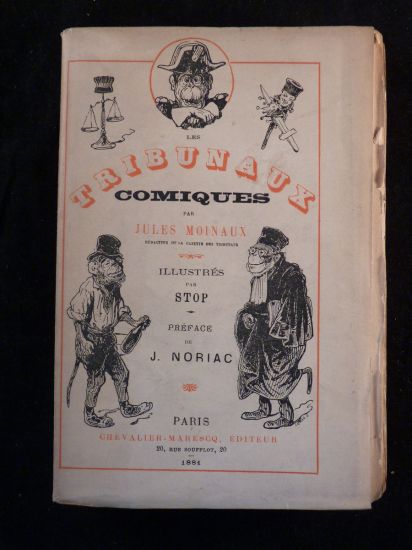 LES
TRIBUNAUX
COMIQUES
PAR
JULES MOINAUX
RÉDACTEUR DE LA GAZETTE DES TRIBUNAUX
ILLUSTRÉS
PAR
STOP
PRÉFACE
DE
J. NORIAC
PARIS
CHEVALIER-MARESCQ, EDITEUR
20, RUE SOUFFLOT, 20
1881